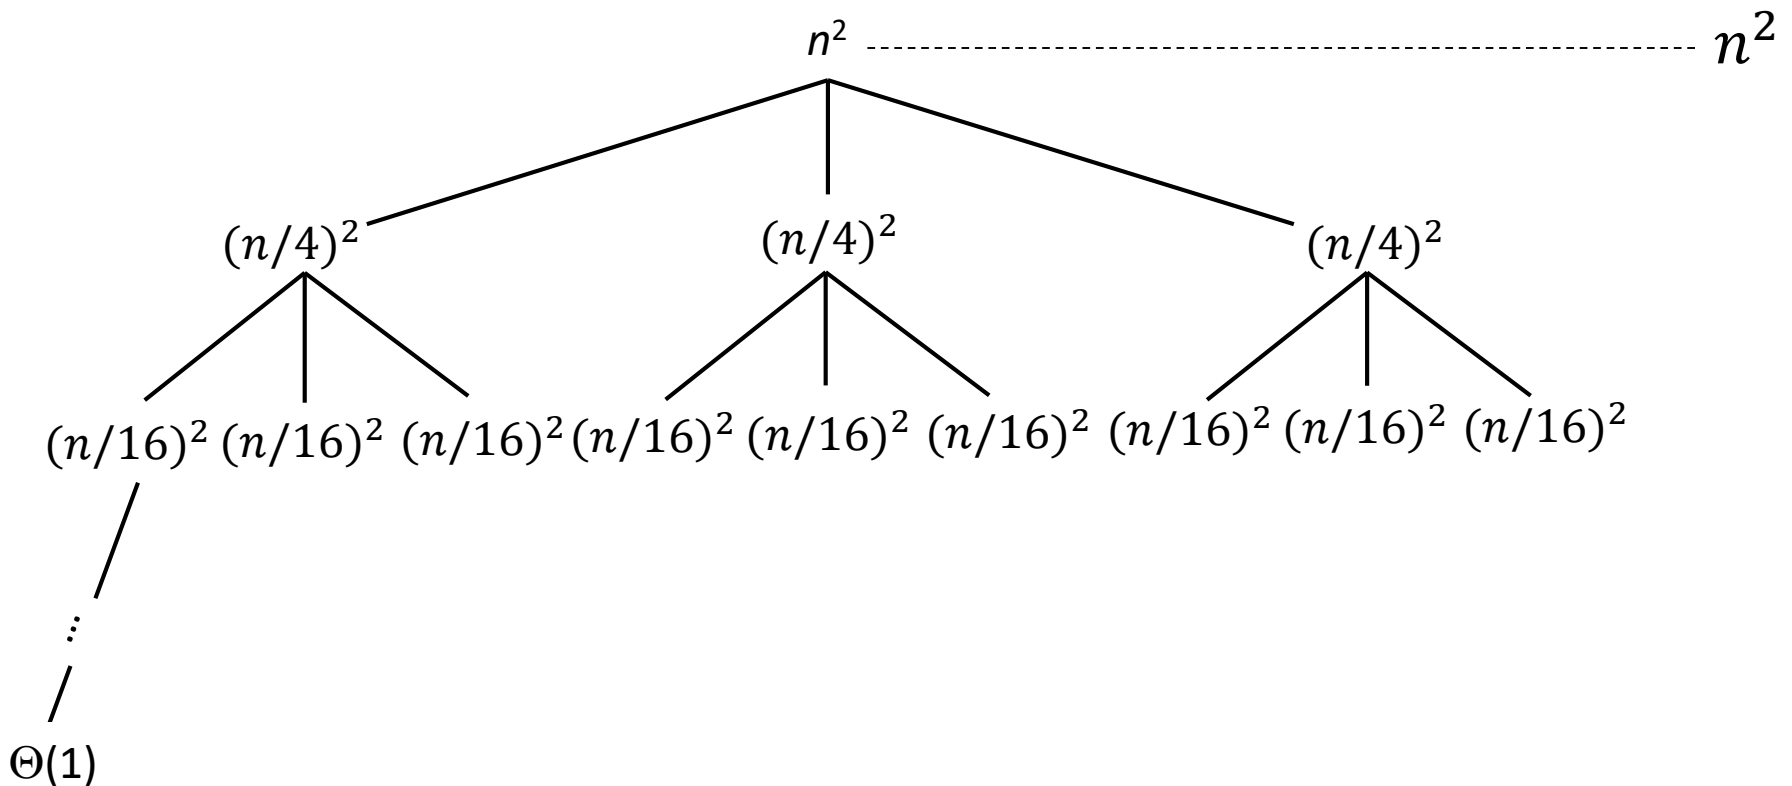 n² n²
(n/4)² (n/4)² (n/4)²
(n/16)² (n/16)² (n/16)² (n/16)² (n/16)² (n/16)² (n/16)² (n/16)² (n/16)²
⋮
Θ(1)